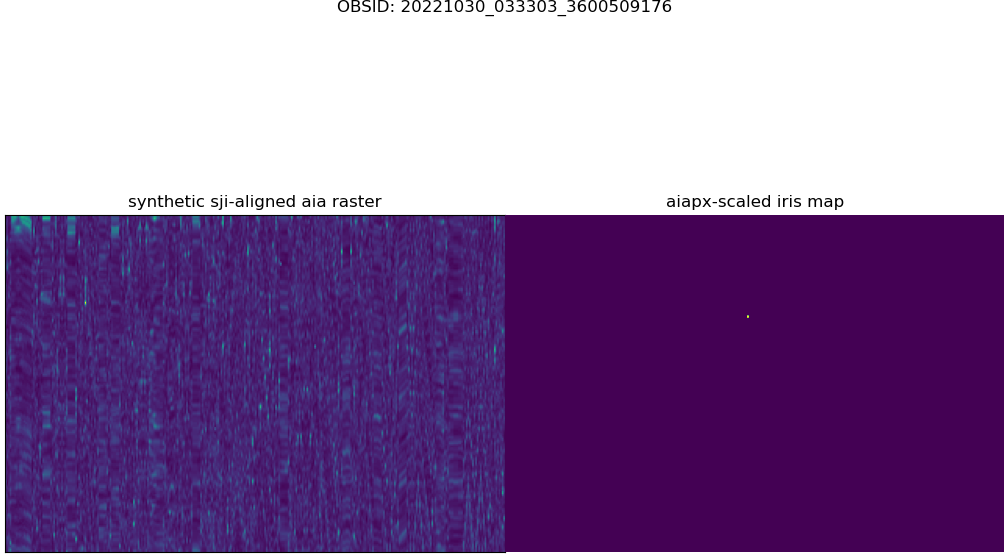 OBSID: 20221030_033303_3600509176
synthetic sji-aligned aia raster
aiapx-scaled iris map